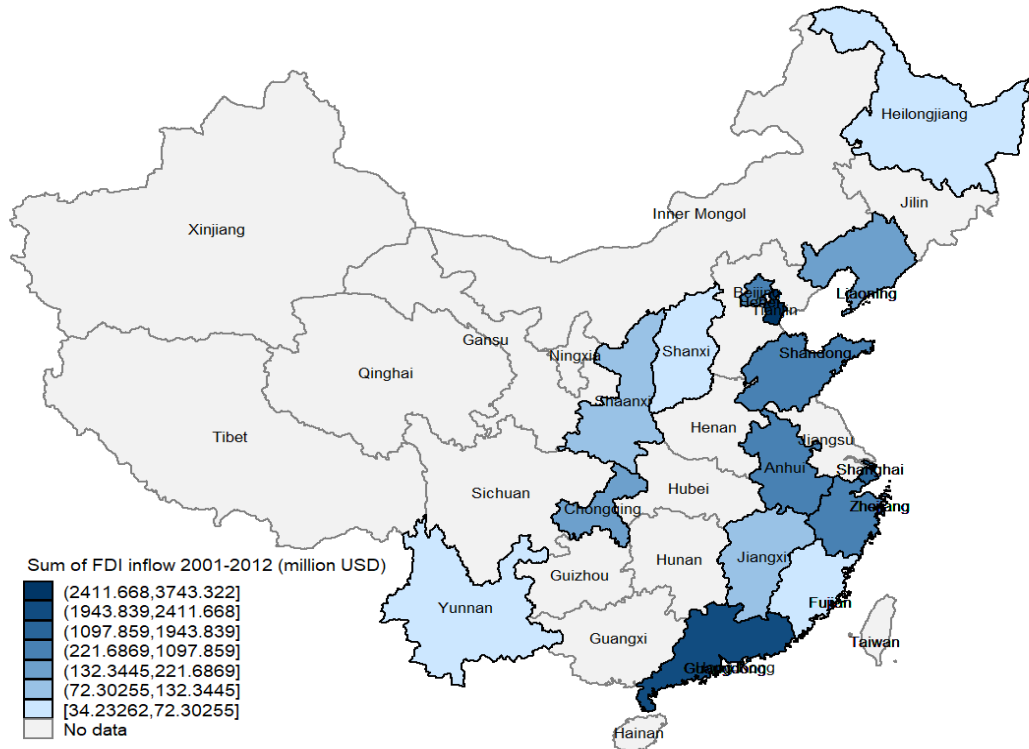 Heilongjiang
Jilin
Inner Mongol
Xinjiang
Beijing
Liaoning
Tianjin
Gansu
Ningxia
Shanxi
Shandong
Qinghai
Shaanxi
Henan
Jiangsu
Tibet
Anhui
Shanghai
Sichuan
Hubei
Chongqing
Zhejiang
Hunan
Jiangxi
Guizhou
Yunnan
Fujian
Guangxi
Taiwan
Hainan
Sum of FDI inflow 2001-2012 (million USD)
(2411.668,3743.322]
(1943.839,2411.668]
(1097.859,1943.839]
(221.6869,1097.859]
(132.3445,221.6869]
(72.30255,132.3445]
[34.23262,72.30255]
No data